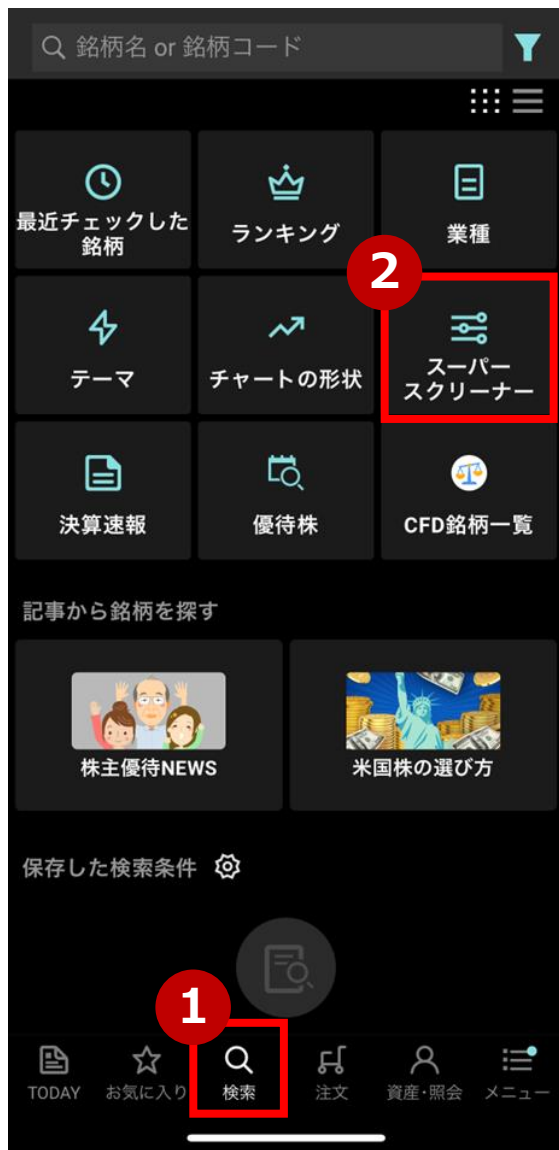 銘柄名 or 銘柄コード
最近チェックした
銘柄
ランキング
業種
2
テーマ
チャートの形状
スーパー
スクリーナー
決算速報
優待株
CFD銘柄一覧
記事から銘柄を探す
株主優待NEWS
米国株の選び方
保存した検索条件
1
TODAY
お気に入り
検索
注文
資産・照会
メニュー